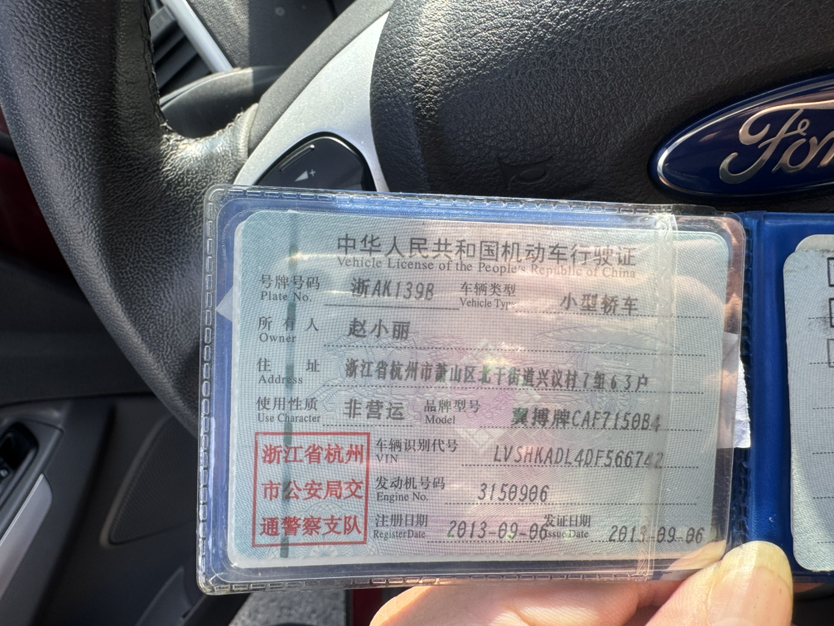 Ford
中华人民共和国机动车行驶证
Vehicle License of the People's Republic of China
号牌号码 浙AK139B 车辆类型 小型轿车
Plate No. Vehicle Type
所有人 赵小丽
Owner
住址 浙江省杭州市萧山区北干街道兴议村7组63户
Address
使用性质 非营运 品牌型号 翼搏牌CAF7150B4
Use Character Model
浙江省杭州 车辆识别代号 LVSHKADL4DF566742
VIN
市公安局交 发动机号码 3150906
Engine No.
通警察支队 注册日期 2013-09-06 发证日期 2013-09-06
Register Date Issue Date